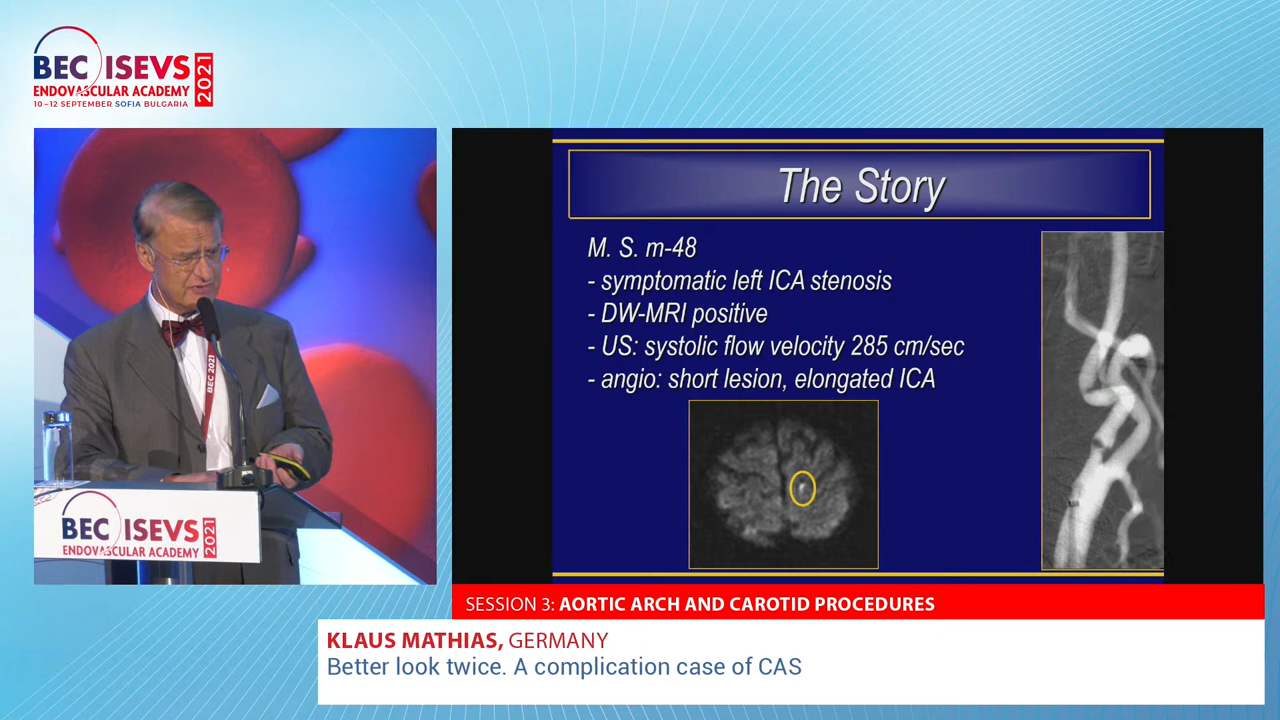 BEC ISEVS
ENDOVASCULAR ACADEMY
2021
10–12 SEPTEMBER SOFIA BULGARIA
BEC 2021
BEC ISEVS
ENDOVASCULAR ACADEMY
2021
The Story
M. S. m-48
- symptomatic left ICA stenosis
- DW-MRI positive
- US: systolic flow velocity 285 cm/sec
- angio: short lesion, elongated ICA
SESSION 3: AORTIC ARCH AND CAROTID PROCEDURES
KLAUS MATHIAS, GERMANY
Better look twice. A complication case of CAS